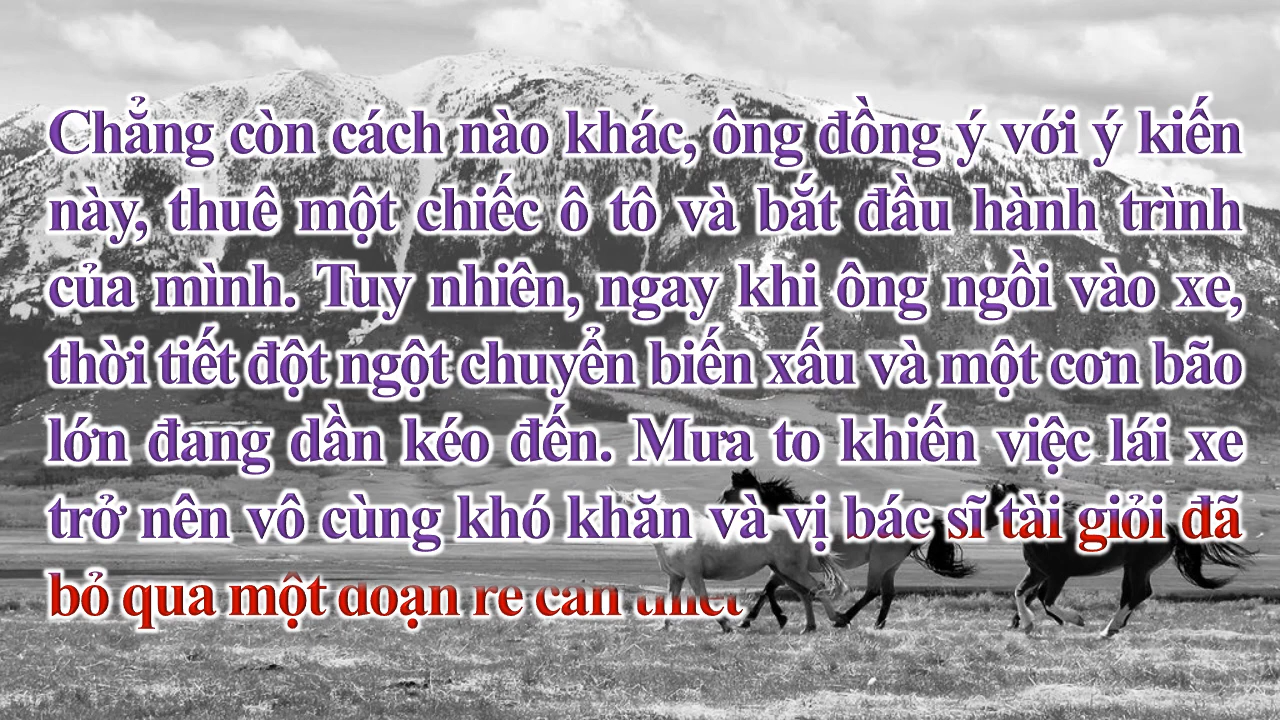 Chẳng còn cách nào khác, ông đồng ý với ý kiến
này, thuê một chiếc ô tô và bắt đầu hành trình
của mình. Tuy nhiên, ngay khi ông ngồi vào xe,
thời tiết đột ngột chuyển biến xấu và một cơn bão
lớn đang dần kéo đến. Mưa to khiến việc lái xe
trở nên vô cùng khó khăn và vị bác sĩ tài giỏi đã
bỏ qua một đoạn rẽ cần thiết